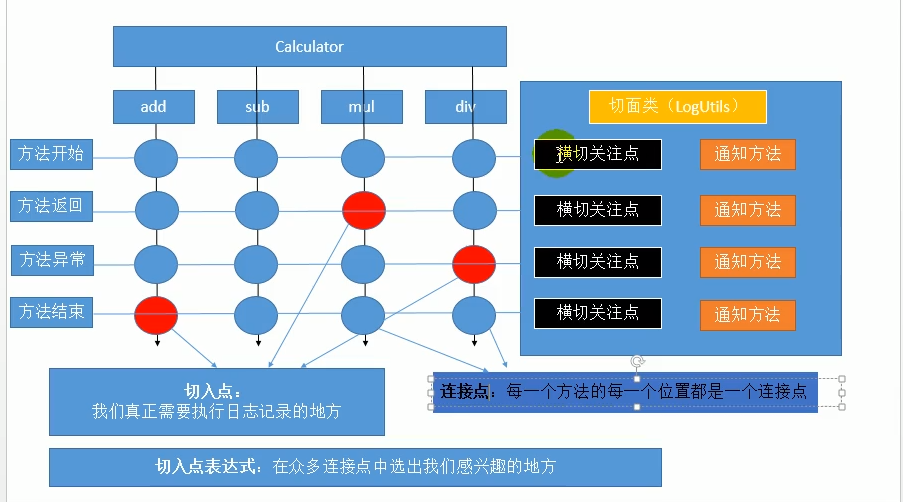 Calculator
add
sub
mul
div
切面类（LogUtils）
方法开始
横切关注点
通知方法
方法返回
横切关注点
通知方法
方法异常
横切关注点
通知方法
方法结束
横切关注点
通知方法
切入点：
我们真正需要执行日志记录的地方
连接点：每一个方法的每一个位置都是一个连接点
切入点表达式：在众多连接点中选出我们感兴趣的地方